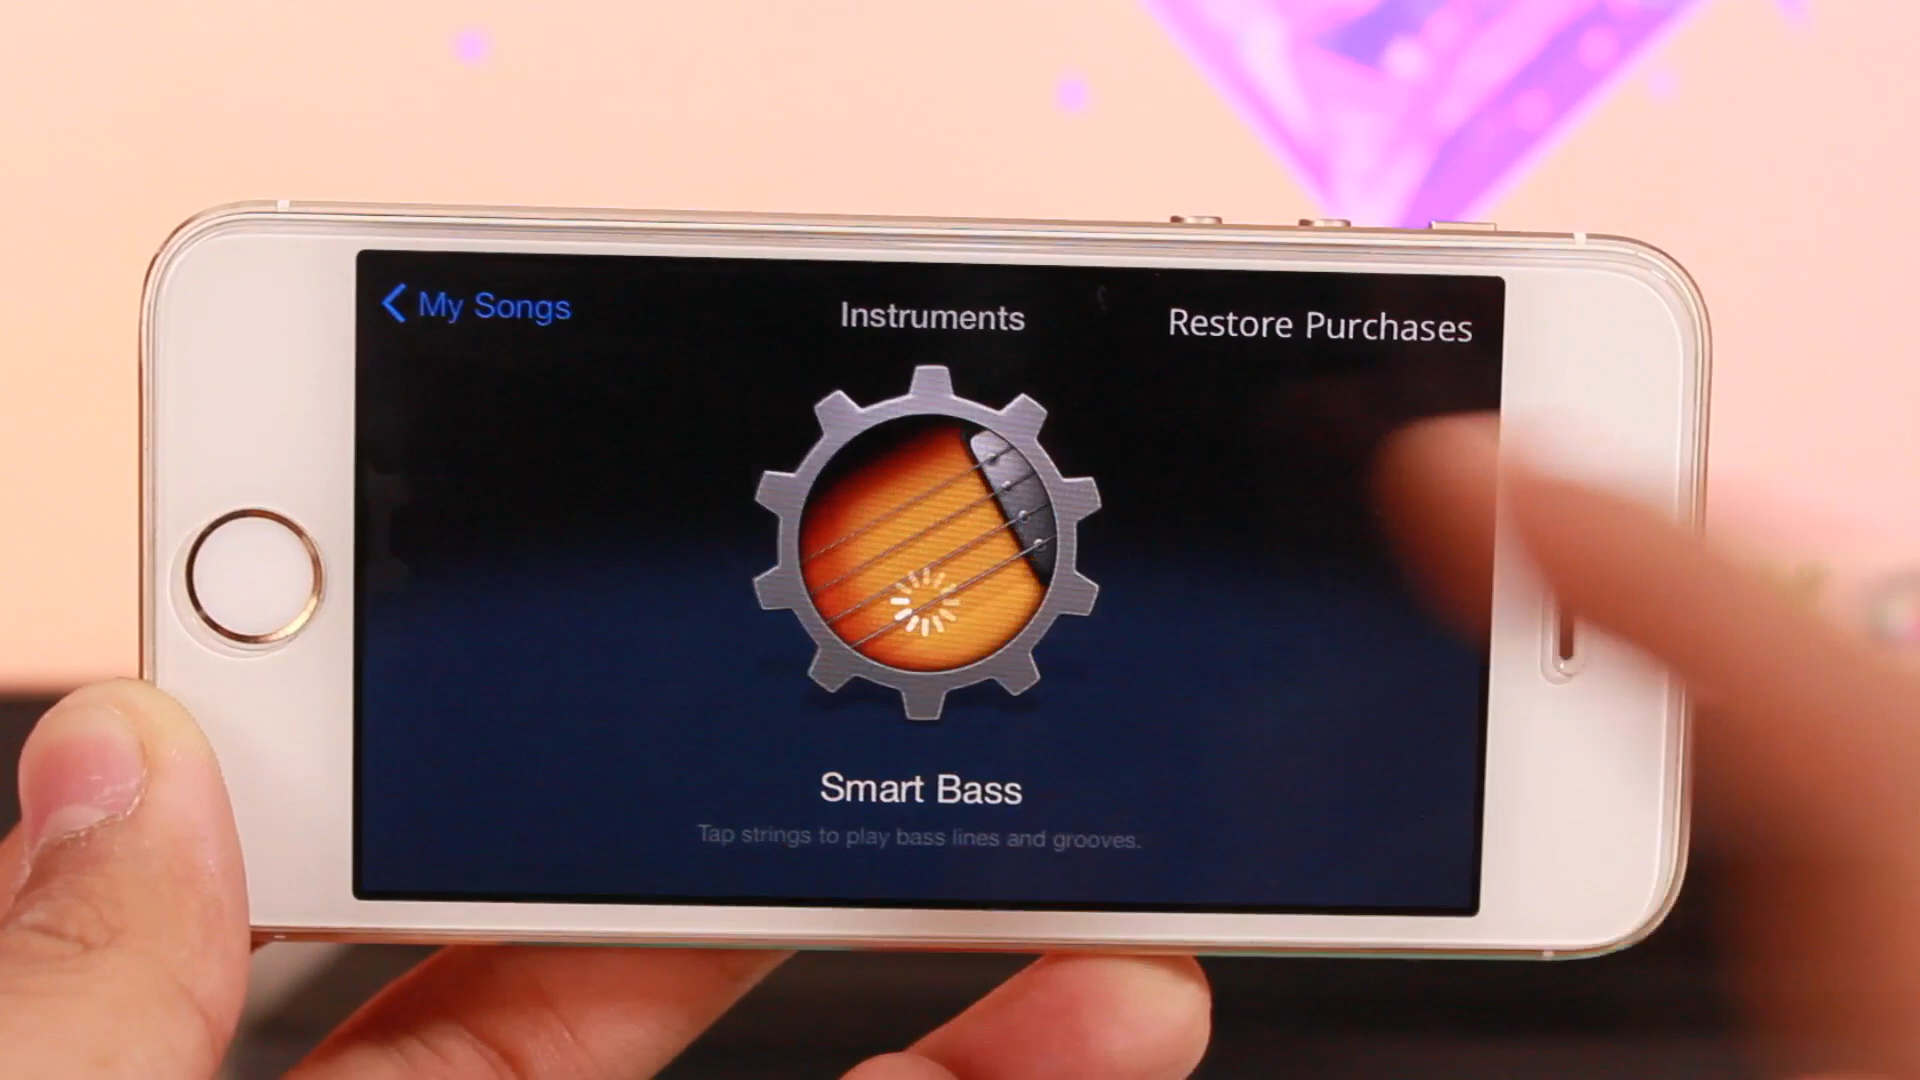 My Songs
Instruments
Restore Purchases
Smart Bass
Tap strings to play bass lines and grooves.